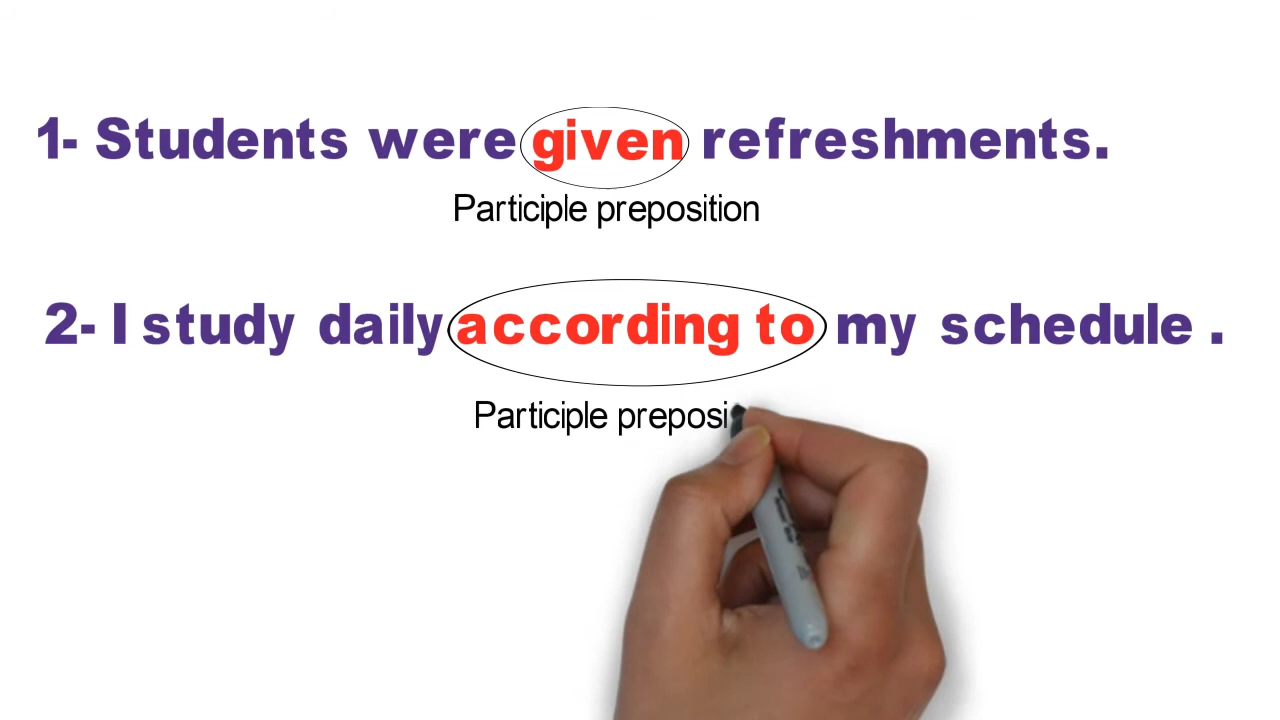 1- Students were given refreshments.
Participle preposition
2- I study daily according to my schedule .
Participle preposi